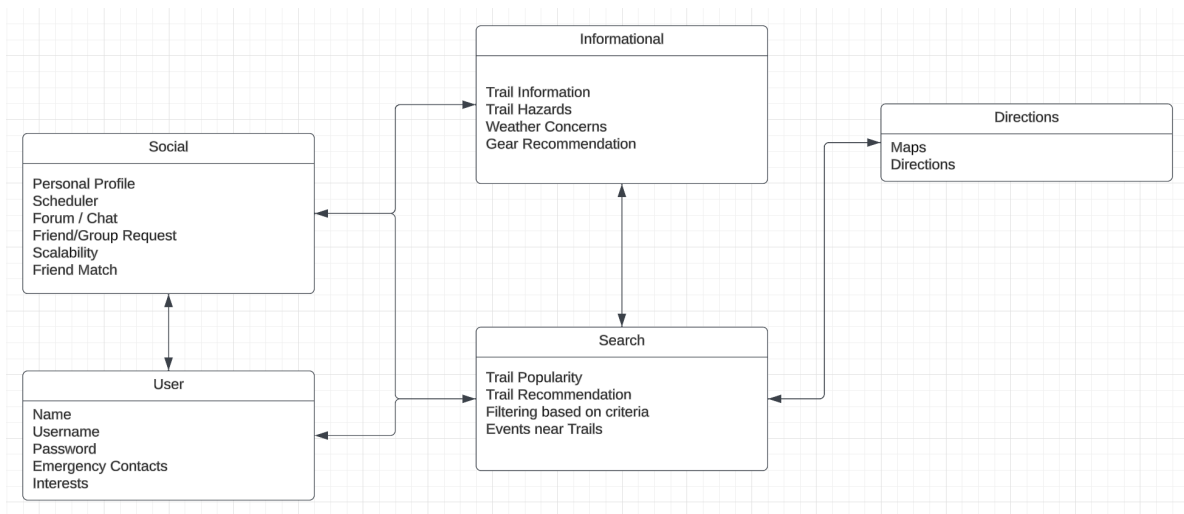 Informational
Trail Information
Trail Hazards
Weather Concerns
Gear Recommendation
Directions
Maps
Directions
Social
Personal Profile
Scheduler
Forum / Chat
Friend/Group Request
Scalability
Friend Match
Search
Trail Popularity
Trail Recommendation
Filtering based on criteria
Events near Trails
User
Name
Username
Password
Emergency Contacts
Interests